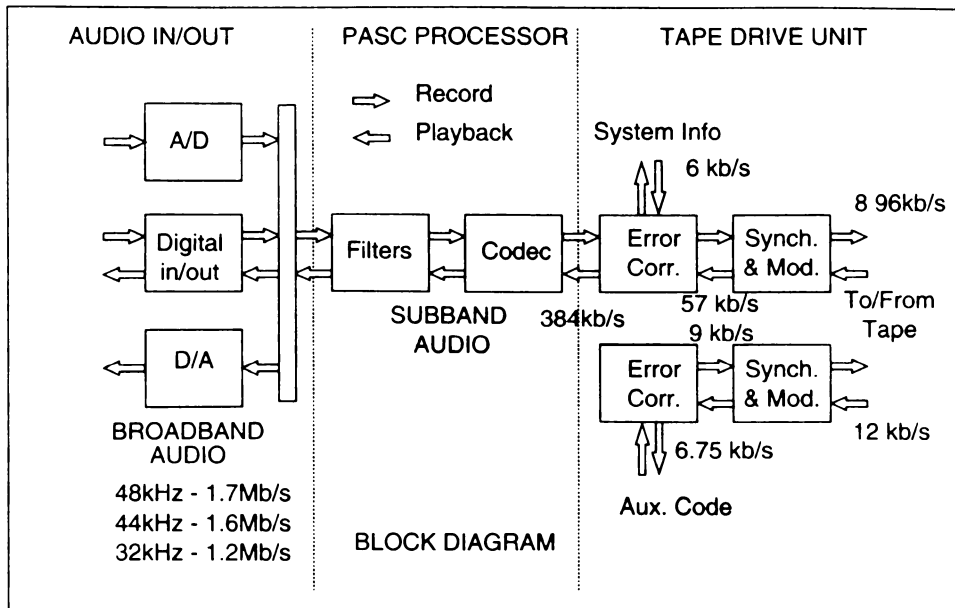 AUDIO IN/OUT
PASC PROCESSOR
TAPE DRIVE UNIT
Record
Playback
A/D
Digital
in/out
D/A
BROADBAND
AUDIO
48kHz - 1.7Mb/s
44kHz - 1.6Mb/s
32kHz - 1.2Mb/s
Filters
Codec
SUBBAND
AUDIO
384kb/s
BLOCK DIAGRAM
System Info
6 kb/s
Error
Corr.
Synch.
& Mod.
8 96kb/s
57 kb/s
To/From
Tape
9 kb/s
Error
Corr.
Synch.
& Mod.
12 kb/s
6.75 kb/s
Aux. Code